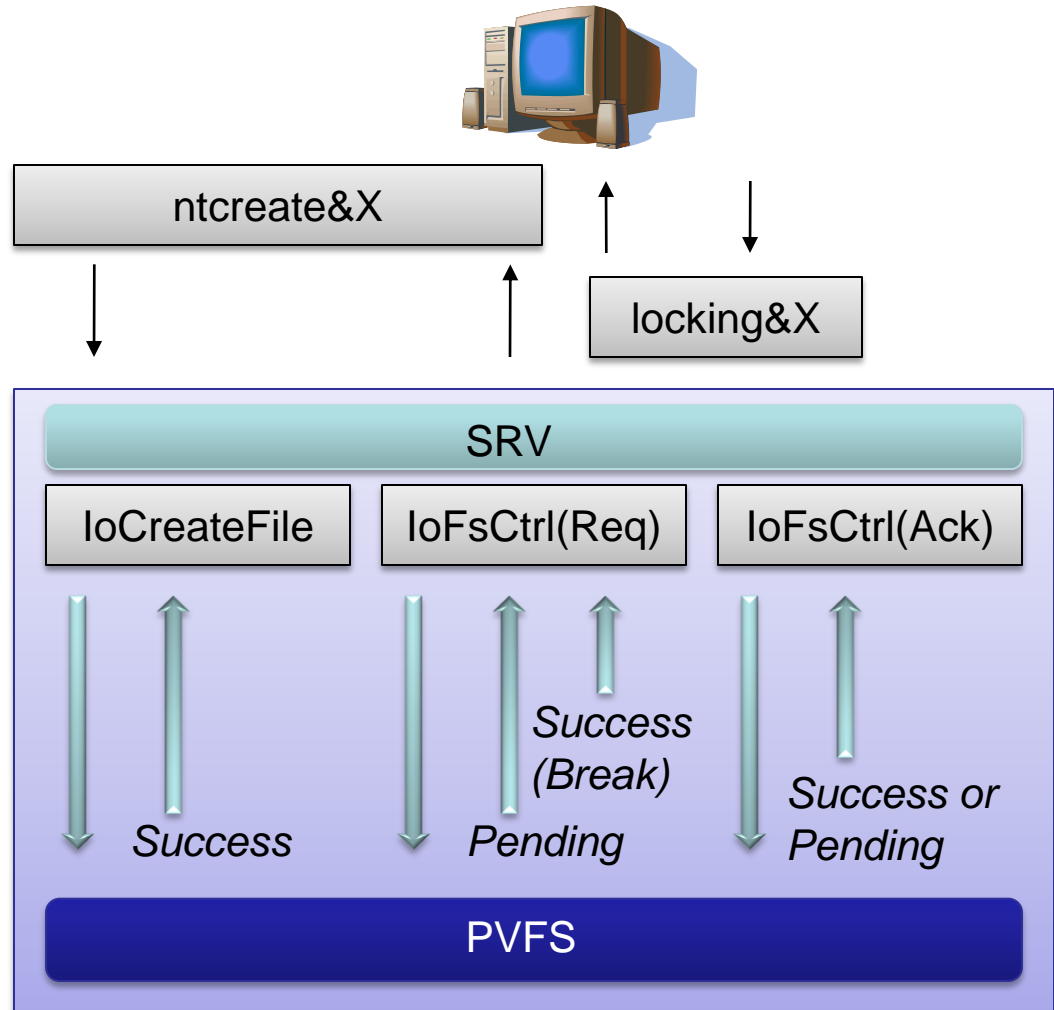 ntcreate&X
locking&X
SRV
IoCreateFile
IoFsCtrl(Req)
IoFsCtrl(Ack)
Success
Pending
Success
(Break)
Success or
Pending
PVFS